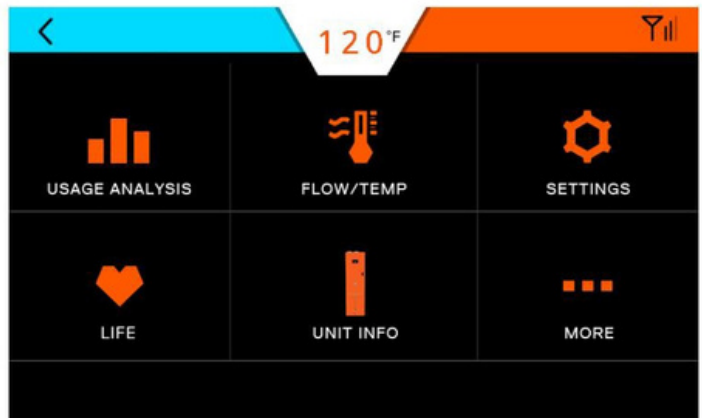 120°F
USAGE ANALYSIS
FLOW/TEMP
SETTINGS
LIFE
UNIT INFO
MORE